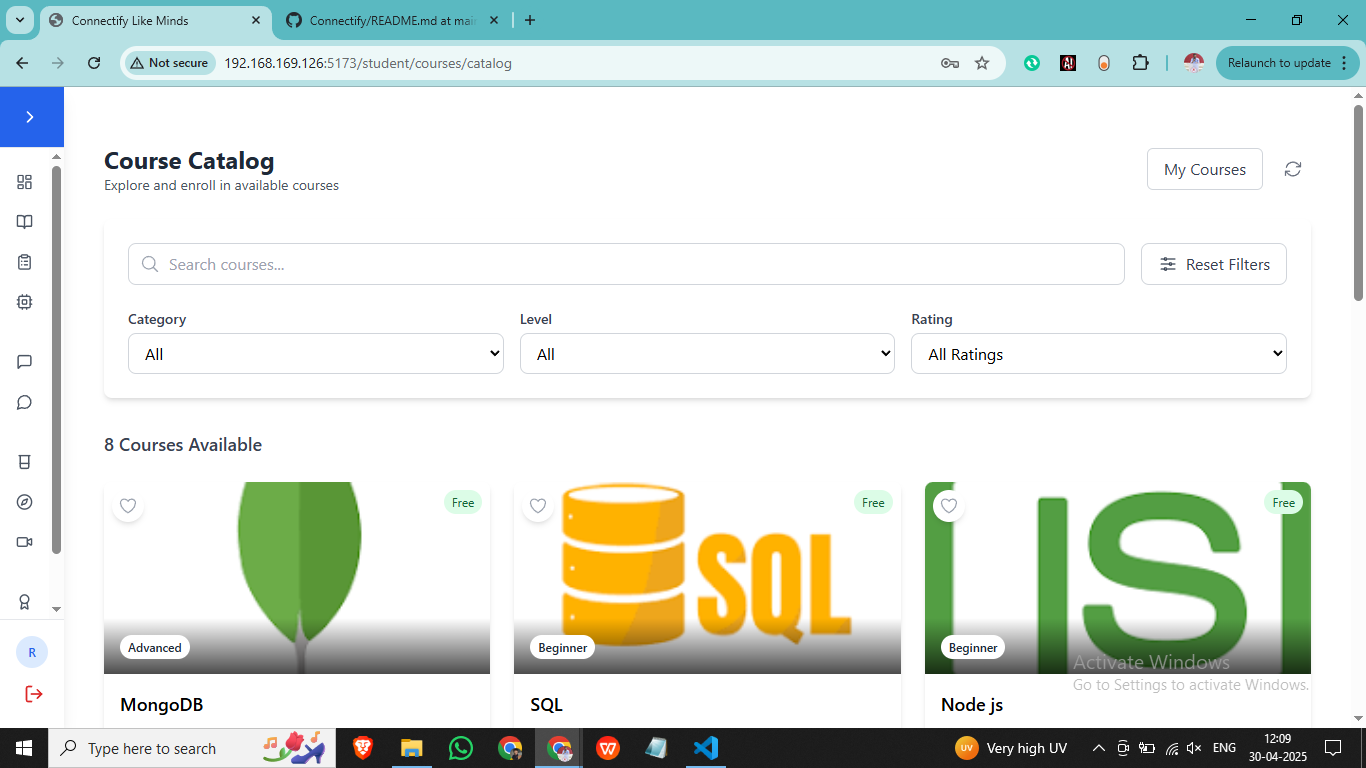 Connectify Like Minds
Connectify/README.md at mai
Not secure
192.168.169.126:5173/student/courses/catalog
Relaunch to update
Course Catalog
Explore and enroll in available courses
My Courses
Search courses...
Reset Filters
Category
Level
Rating
All
All
All Ratings
8 Courses Available
Free
Free
Free
SQL
Advanced
Beginner
Beginner
MongoDB
SQL
Node js
R
Activate Windows
Go to Settings to activate Windows.
Type here to search
UV
Very high UV
ENG
12:09
30-04-2025